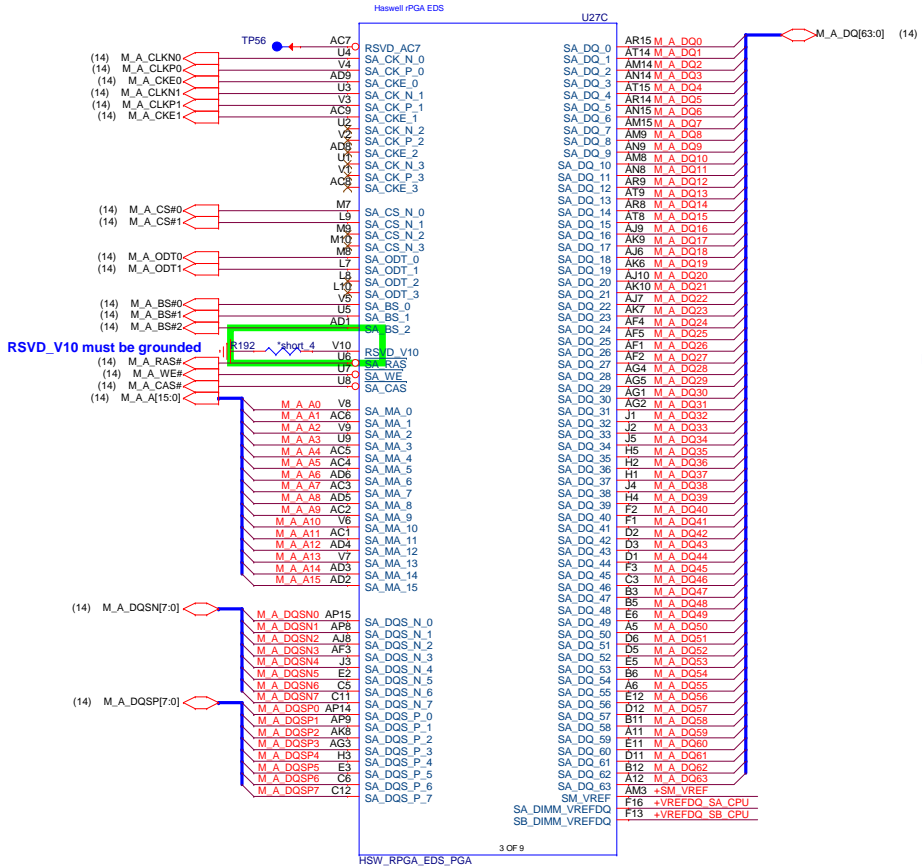 Haswell rPGA EDS
U27C
TP56
AC7 RSVD_AC7
(14) M_A_CLKN0 U4 SA_CK_N_0
(14) M_A_CLKP0 V4 SA_CK_P_0
(14) M_A_CKE0 AD9 SA_CKE_0
(14) M_A_CLKN1 U3 SA_CK_N_1
(14) M_A_CLKP1 V3 SA_CK_P_1
(14) M_A_CKE1 AC9 SA_CKE_1
U2 SA_CK_N_2
V2 SA_CK_P_2
AD8 SA_CKE_2
U1 SA_CK_N_3
V1 SA_CK_P_3
AC8 SA_CKE_3
(14) M_A_CS#0 M7 SA_CS_N_0
(14) M_A_CS#1 L9 SA_CS_N_1
M9 SA_CS_N_2
M10 SA_CS_N_3
(14) M_A_ODT0 M8 SA_ODT_0
(14) M_A_ODT1 L7 SA_ODT_1
L8 SA_ODT_2
L10 SA_ODT_3
(14) M_A_BS#0 V5 SA_BS_0
(14) M_A_BS#1 U5 SA_BS_1
(14) M_A_BS#2 AD1 SA_BS_2
RSVD_V10 must be grounded
R192 *short_4 V10 RSVD_V10
(14) M_A_RAS# U6 SA_RAS
(14) M_A_WE# U7 SA_WE
(14) M_A_CAS# U8 SA_CAS
(14) M_A_A[15:0]
M_A_A0 V8 SA_MA_0
M_A_A1 AC6 SA_MA_1
M_A_A2 V9 SA_MA_2
M_A_A3 U9 SA_MA_3
M_A_A4 AC5 SA_MA_4
M_A_A5 AC4 SA_MA_5
M_A_A6 AD6 SA_MA_6
M_A_A7 AC3 SA_MA_7
M_A_A8 AD5 SA_MA_8
M_A_A9 AC2 SA_MA_9
M_A_A10 V6 SA_MA_10
M_A_A11 AC1 SA_MA_11
M_A_A12 AD4 SA_MA_12
M_A_A13 V7 SA_MA_13
M_A_A14 AD3 SA_MA_14
M_A_A15 AD2 SA_MA_15
(14) M_A_DQSN[7:0]
M_A_DQSN0 AP15 SA_DQS_N_0
M_A_DQSN1 AP8 SA_DQS_N_1
M_A_DQSN2 AJ8 SA_DQS_N_2
M_A_DQSN3 AF3 SA_DQS_N_3
M_A_DQSN4 J3 SA_DQS_N_4
M_A_DQSN5 E2 SA_DQS_N_5
M_A_DQSN6 C5 SA_DQS_N_6
M_A_DQSN7 C11 SA_DQS_N_7
(14) M_A_DQSP[7:0]
M_A_DQSP0 AP14 SA_DQS_P_0
M_A_DQSP1 AP9 SA_DQS_P_1
M_A_DQSP2 AK8 SA_DQS_P_2
M_A_DQSP3 AG3 SA_DQS_P_3
M_A_DQSP4 H3 SA_DQS_P_4
M_A_DQSP5 E3 SA_DQS_P_5
M_A_DQSP6 C6 SA_DQS_P_6
M_A_DQSP7 C12 SA_DQS_P_7
M_A_DQ[63:0] (14)
SA_DQ_0 AR15 M_A_DQ0
SA_DQ_1 AT14 M_A_DQ1
SA_DQ_2 AM14 M_A_DQ2
SA_DQ_3 AN14 M_A_DQ3
SA_DQ_4 AT15 M_A_DQ4
SA_DQ_5 AR14 M_A_DQ5
SA_DQ_6 AN15 M_A_DQ6
SA_DQ_7 AM15 M_A_DQ7
SA_DQ_8 AM9 M_A_DQ8
SA_DQ_9 AN9 M_A_DQ9
SA_DQ_10 AM8 M_A_DQ10
SA_DQ_11 AN8 M_A_DQ11
SA_DQ_12 AR9 M_A_DQ12
SA_DQ_13 AT9 M_A_DQ13
SA_DQ_14 AR8 M_A_DQ14
SA_DQ_15 AT8 M_A_DQ15
SA_DQ_16 AJ9 M_A_DQ16
SA_DQ_17 AK9 M_A_DQ17
SA_DQ_18 AJ6 M_A_DQ18
SA_DQ_19 AK6 M_A_DQ19
SA_DQ_20 AJ10 M_A_DQ20
SA_DQ_21 AK10 M_A_DQ21
SA_DQ_22 AJ7 M_A_DQ22
SA_DQ_23 AK7 M_A_DQ23
SA_DQ_24 AF4 M_A_DQ24
SA_DQ_25 AF5 M_A_DQ25
SA_DQ_26 AF1 M_A_DQ26
SA_DQ_27 AF2 M_A_DQ27
SA_DQ_28 AG4 M_A_DQ28
SA_DQ_29 AG5 M_A_DQ29
SA_DQ_30 AG1 M_A_DQ30
SA_DQ_31 AG2 M_A_DQ31
SA_DQ_32 J1 M_A_DQ32
SA_DQ_33 J2 M_A_DQ33
SA_DQ_34 J5 M_A_DQ34
SA_DQ_35 H5 M_A_DQ35
SA_DQ_36 H2 M_A_DQ36
SA_DQ_37 H1 M_A_DQ37
SA_DQ_38 J4 M_A_DQ38
SA_DQ_39 H4 M_A_DQ39
SA_DQ_40 F2 M_A_DQ40
SA_DQ_41 F1 M_A_DQ41
SA_DQ_42 D2 M_A_DQ42
SA_DQ_43 D3 M_A_DQ43
SA_DQ_44 D1 M_A_DQ44
SA_DQ_45 F3 M_A_DQ45
SA_DQ_46 C3 M_A_DQ46
SA_DQ_47 B3 M_A_DQ47
SA_DQ_48 B5 M_A_DQ48
SA_DQ_49 E6 M_A_DQ49
SA_DQ_50 A5 M_A_DQ50
SA_DQ_51 D6 M_A_DQ51
SA_DQ_52 D5 M_A_DQ52
SA_DQ_53 E5 M_A_DQ53
SA_DQ_54 B6 M_A_DQ54
SA_DQ_55 A6 M_A_DQ55
SA_DQ_56 E12 M_A_DQ56
SA_DQ_57 D12 M_A_DQ57
SA_DQ_58 B11 M_A_DQ58
SA_DQ_59 A11 M_A_DQ59
SA_DQ_60 E11 M_A_DQ60
SA_DQ_61 D11 M_A_DQ61
SA_DQ_62 B12 M_A_DQ62
SA_DQ_63 A12 M_A_DQ63
SM_VREF AM3 +SM_VREF
SA_DIMM_VREFDQ F16 +VREFDQ_SA_CPU
SB_DIMM_VREFDQ F13 +VREFDQ_SB_CPU
3 OF 9
HSW_RPGA_EDS_PGA